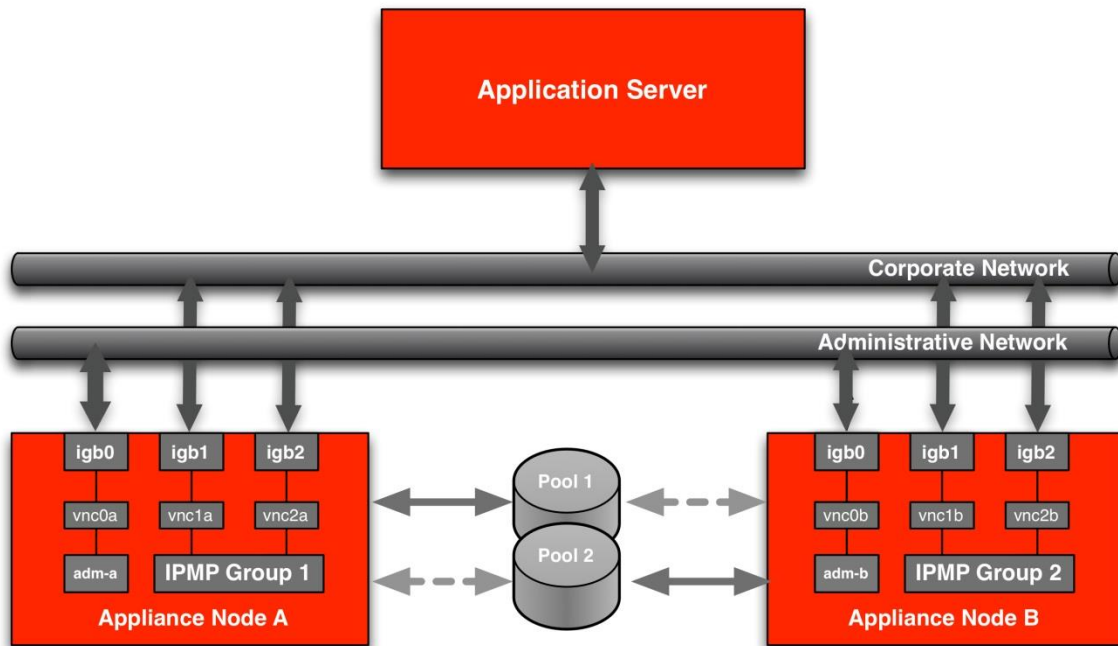 Application Server
Corporate Network
Administrative Network
igb0 igb1 igb2
vnc0a vnc1a vnc2a
adm-a IPMP Group 1
Appliance Node A
Pool 1
Pool 2
igb0 igb1 igb2
vnc0b vnc1b vnc2b
adm-b IPMP Group 2
Appliance Node B